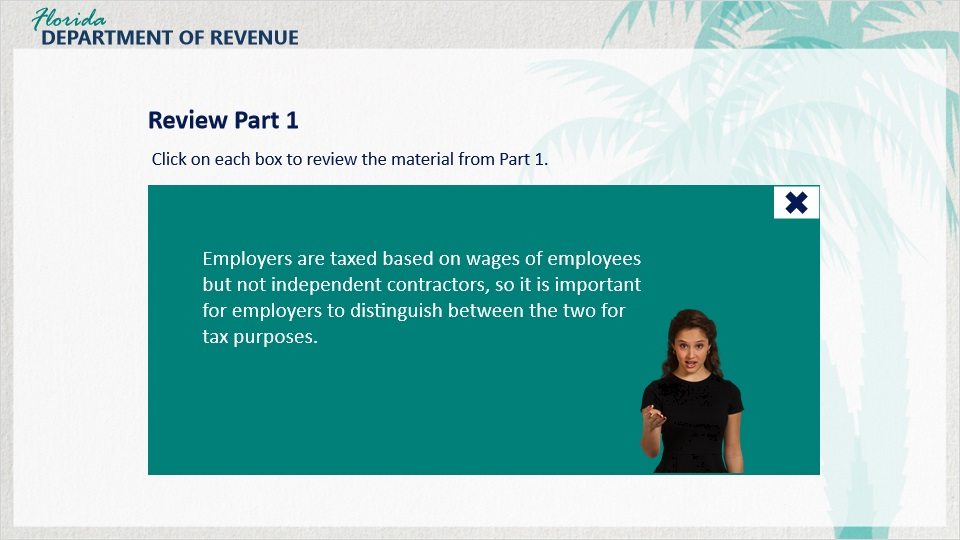 Florida
DEPARTMENT OF REVENUE
Review Part 1
Click on each box to review the material from Part 1.
Employers are taxed based on wages of employees
but not independent contractors, so it is important
for employers to distinguish between the two for
tax purposes.